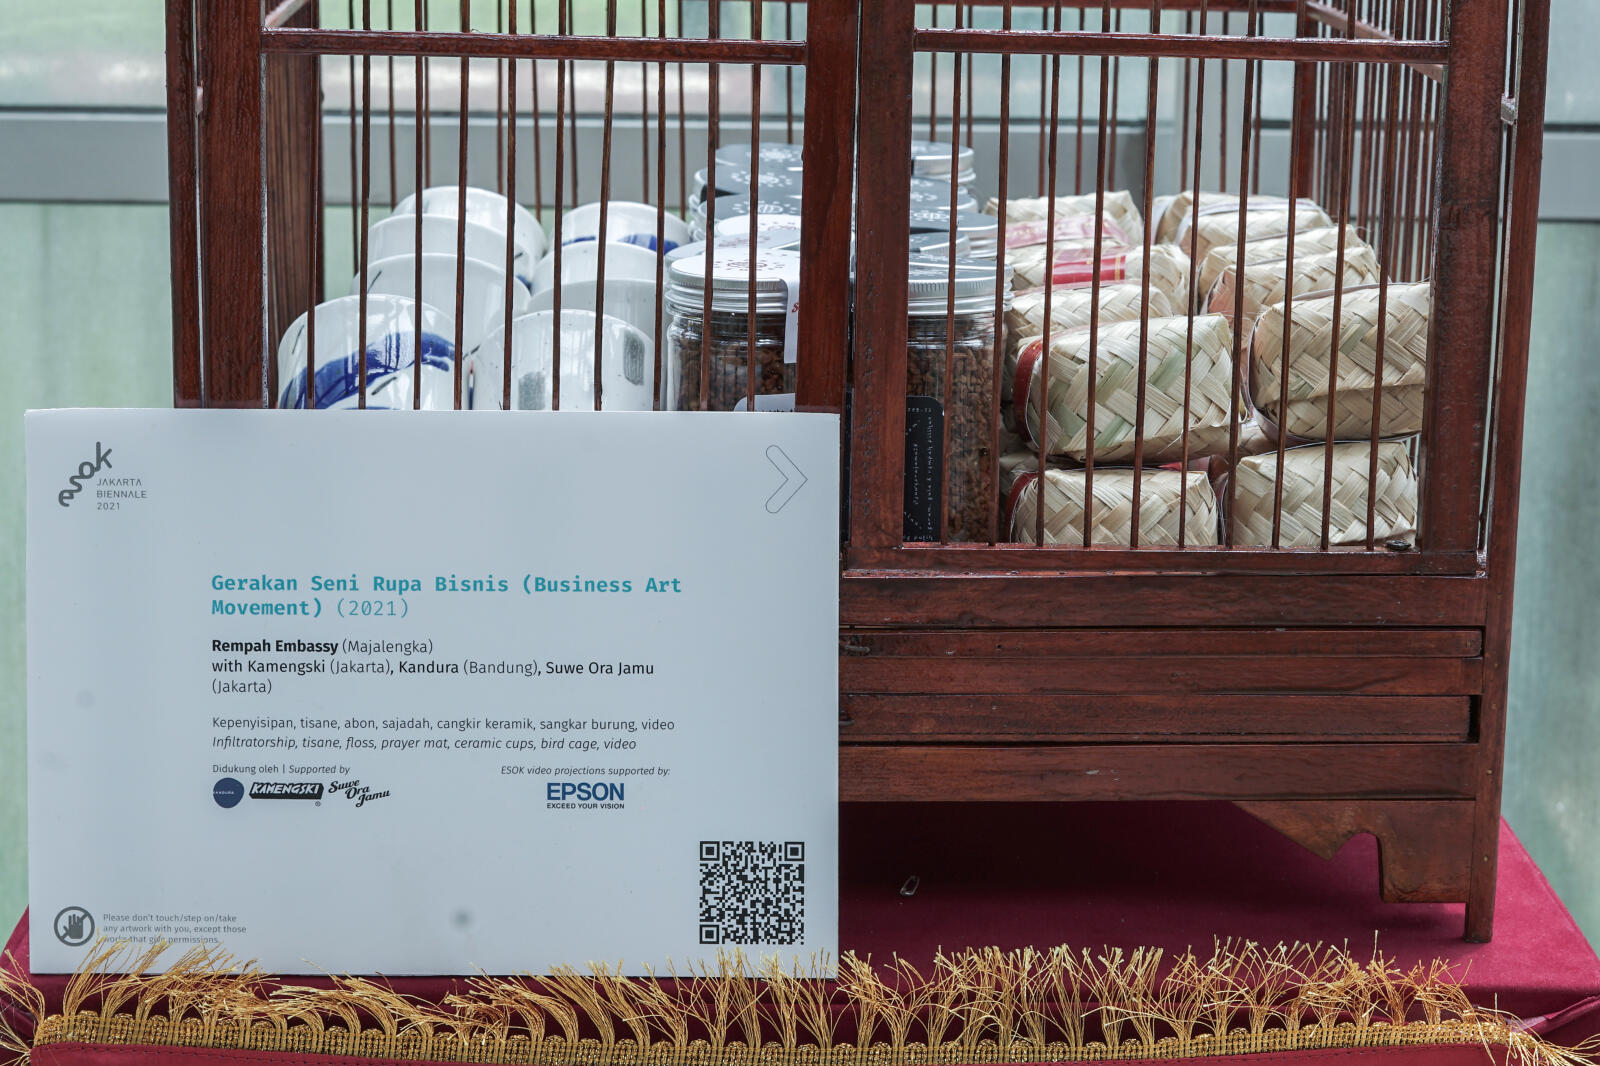 esok
JAKARTA
BIENNALE
2021
Gerakan Seni Rupa Bisnis (Business Art
Movement) (2021)
Rempah Embassy (Majalengka)
with Kamengski (Jakarta), Kandura (Bandung), Suwe Ora Jamu
(Jakarta)
Kepenyisipan, tisane, abon, sajadah, cangkir keramik, sangkar burung, video
Infiltratorship, tisane, floss, prayer mat, ceramic cups, bird cage, video
Didukung oleh | Supported by
ESOK video projections supported by:
KANDURA
KAMENGSKI
Suwe
Ora
Jamu
EPSON
EXCEED YOUR VISION
Please don't touch/step on/take
any artwork with you, except those
works that give permissions.